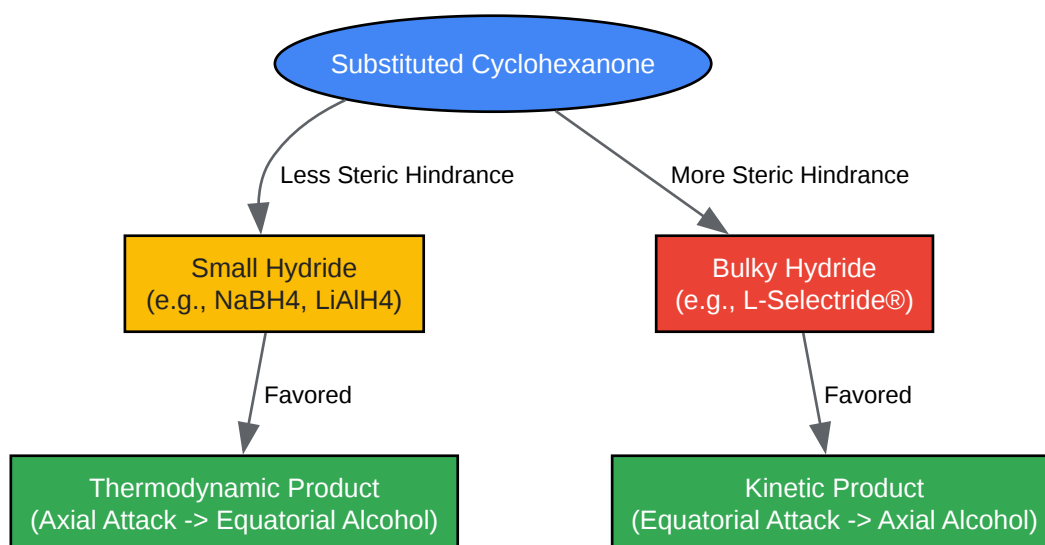 Substituted Cyclohexanone
Less Steric Hindrance
More Steric Hindrance
Small Hydride
(e.g., NaBH4, LiAlH4)
Bulky Hydride
(e.g., L-Selectride®)
Favored
Favored
Thermodynamic Product
(Axial Attack -> Equatorial Alcohol)
Kinetic Product
(Equatorial Attack -> Axial Alcohol)